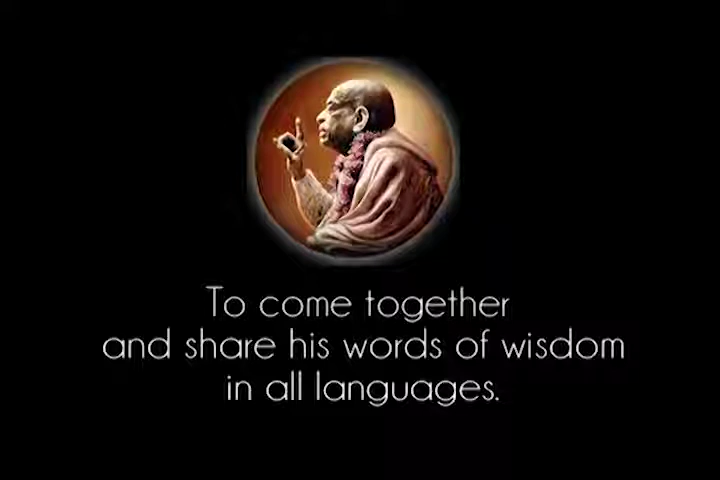 To come together
and share his words of wisdom
in all languages.